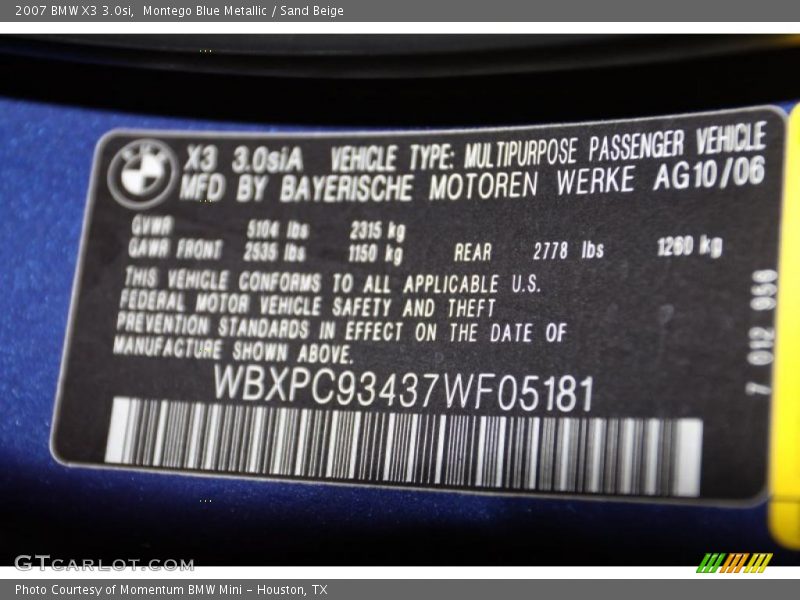 2007 BMW X3 3.0si, Montego Blue Metallic / Sand Beige
X3 3.0siA VEHICLE TYPE: MULTIPURPOSE PASSENGER VEHICLE
MFD BY BAYERISCHE MOTOREN WERKE AG10/06
GVWR 5104 lbs 2315 kg
GAWR FRONT 2535 lbs 1150 kg REAR 2778 lbs 1260 kg
THIS VEHICLE CONFORMS TO ALL APPLICABLE U.S.
FEDERAL MOTOR VEHICLE SAFETY AND THEFT
PREVENTION STANDARDS IN EFFECT ON THE DATE OF
MANUFACTURE SHOWN ABOVE.
WBXPC93437WF05181
7 012
GTCARLOT.COM
Photo Courtesy of Momentum BMW Mini - Houston, TX